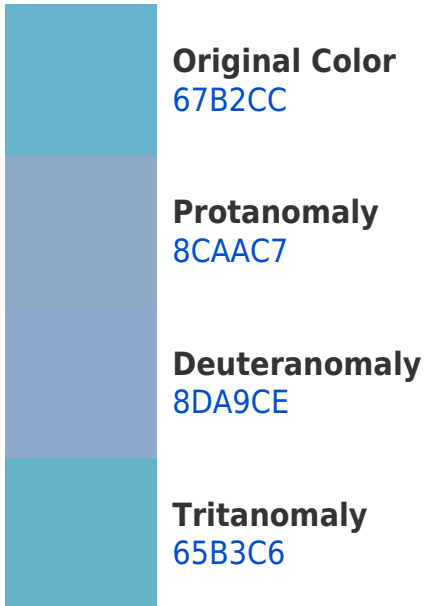 Original Color
67B2CC
Protanomaly
8CAAC7
Deuteranomaly
8DA9CE
Tritanomaly
65B3C6